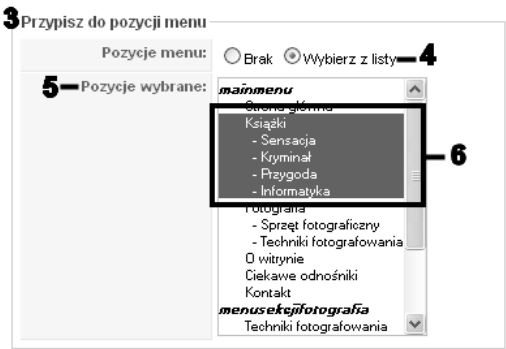 3 Przypisz do pozycji menu
Pozycje menu: Brak Wybierz z listy 4
5 Pozycje wybrane: mainmenu
Strona główna
Książki
- Sensacja
- Kryminał
- Przygoda
- Informatyka
6
Fotografia
- Sprzęt fotograficzny
- Techniki fotografowania
O witrynie
Ciekawe odnośniki
Kontakt
menusekcjifotografia
Techniki fotografowania